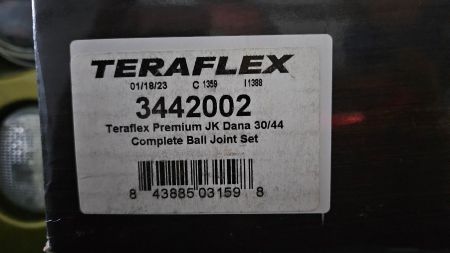 TERAFLEX
01/18/23 C 1359 I1388
3442002
Teraflex Premium JK Dana 30/44
Complete Ball Joint Set
8 43885 03159 8